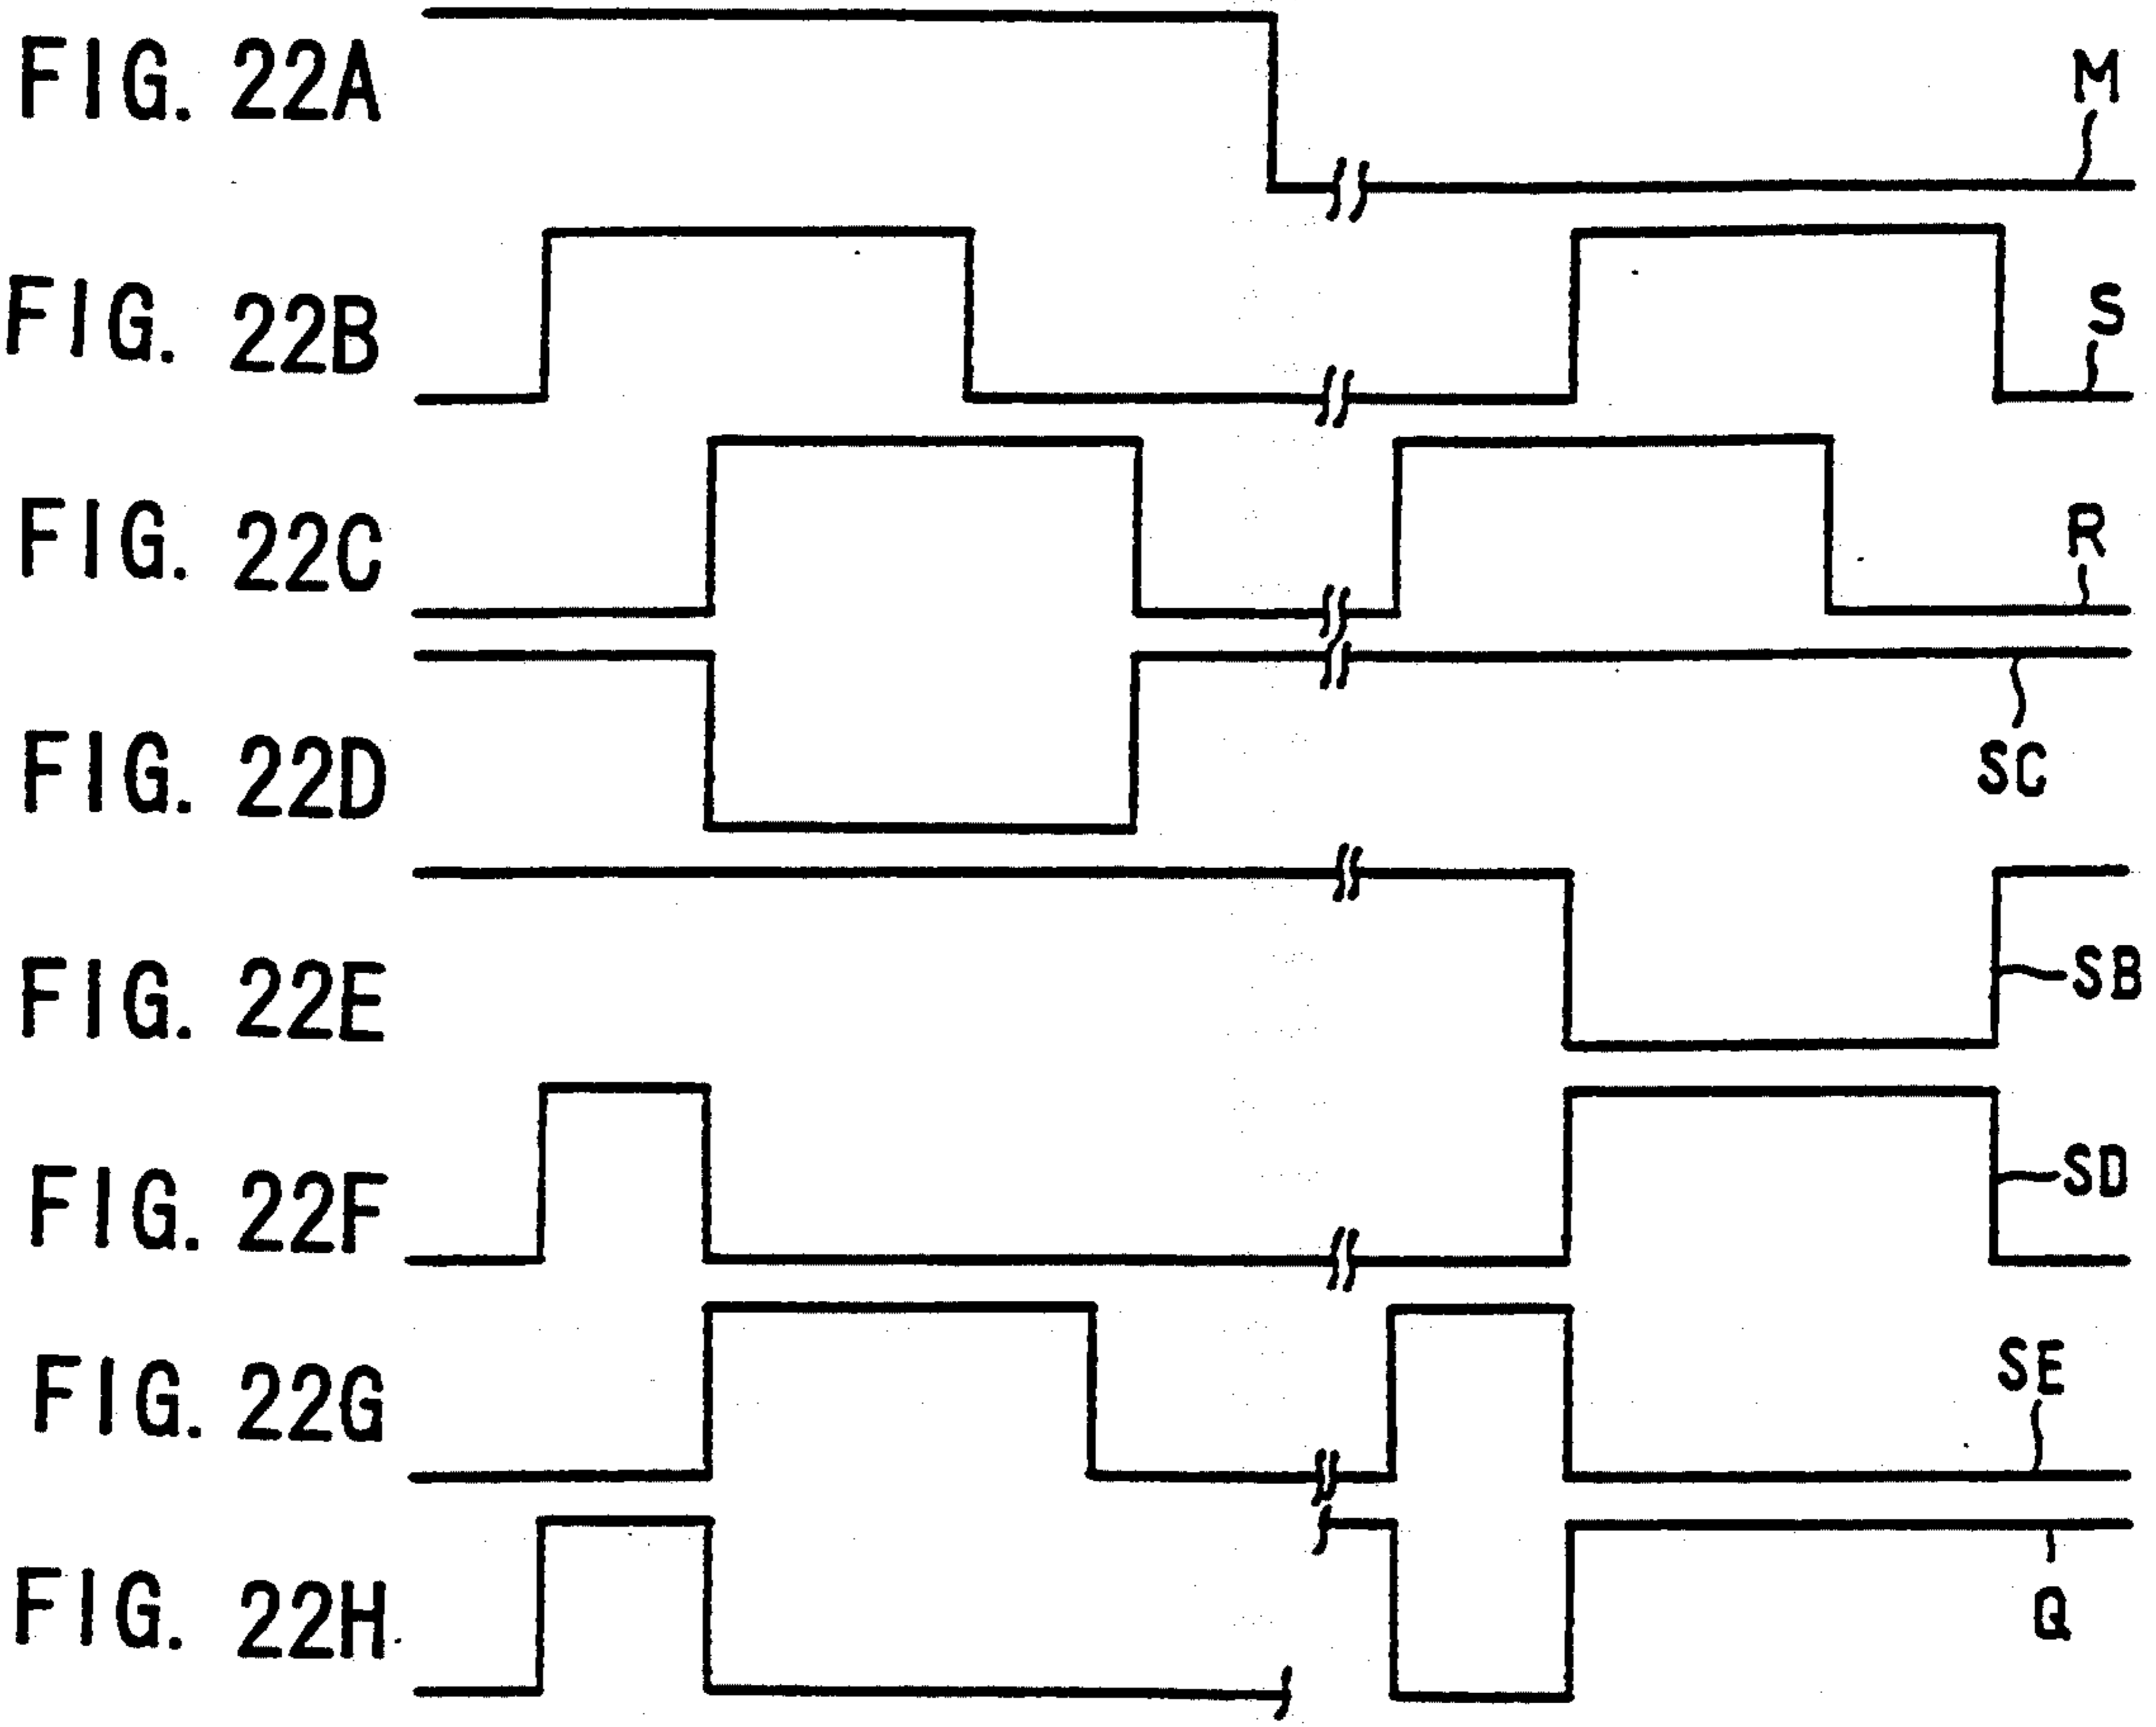 FIG. 22A
M
FIG. 22B
S
FIG. 22C
R
FIG. 22D
SC
FIG. 22E
SB
FIG. 22F
SD
FIG. 22G
SE
FIG. 22H
Q